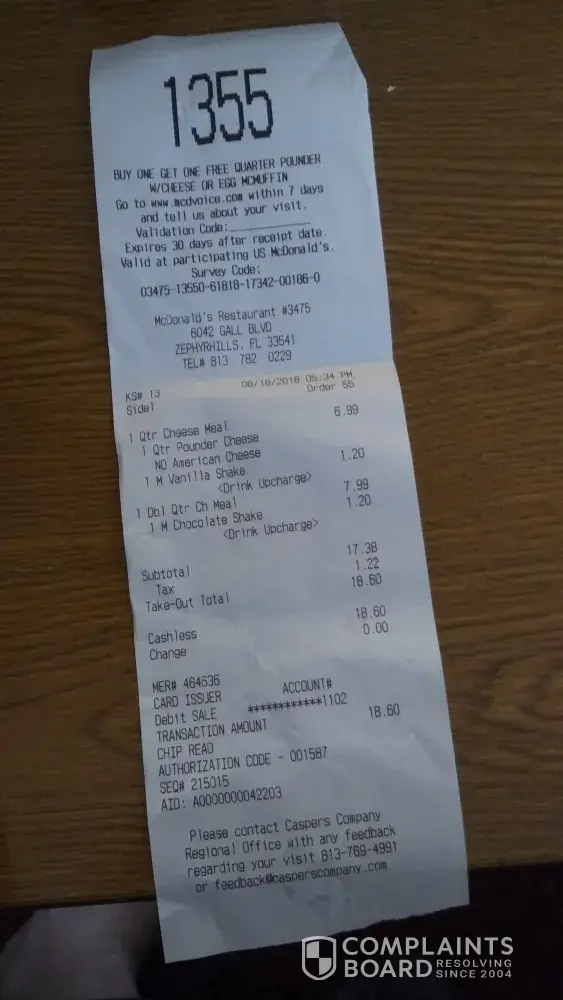 1355
BUY ONE GET ONE FREE QUARTER POUNDER
W/CHEESE OR EGG MCMUFFIN
Go to www.mcdvoice.com within 7 days
and tell us about your visit.
Validation Code:__________
Expires 30 days after receipt date.
Valid at participating US McDonald's.
Survey Code:
03475-13550-61818-17342-00186-0
McDonald's Restaurant #3475
6042 GALL BLVD
ZEPHYRHILLS, FL 33541
TEL# 813 782 0229
KS# 13 06/18/2018 05:34 PM
Side1 Order 55
1 Qtr Cheese Meal 6.99
1 Qtr Pounder Cheese
NO American Cheese
1 M Vanilla Shake 1.20
<Drink Upcharge>
1 Dbl Qtr Ch Meal 7.99
1 M Chocolate Shake 1.20
<Drink Upcharge>
Subtotal 17.38
Tax 1.22
Take-Out Total 18.60
Cashless 18.60
Change 0.00
MER# 464636
CARD ISSUER ACCOUNT#
Debit SALE ************1102
TRANSACTION AMOUNT 18.60
CHIP READ
AUTHORIZATION CODE - 001587
SEQ# 215015
AID: A0000000042203
Please contact Caspers Company
Regional Office with any feedback
regarding your visit 813-769-4991
or feedback@casperscompany.com
COMPLAINTS
BOARD RESOLVING
SINCE 2004